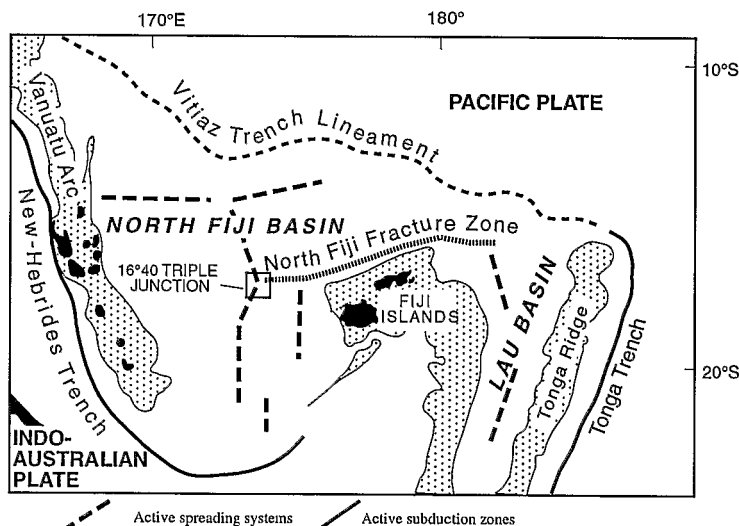 170°E
180°
10°S
Vanuatu Arc
Vitiaz Trench Lineament
PACIFIC PLATE
NORTH FIJI BASIN
North Fiji Fracture Zone
16°40 TRIPLE
JUNCTION
New-Hebrides Trench
FIJI
ISLANDS
LAU BASIN
Tonga Ridge
Tonga Trench
20°S
INDO-
AUSTRALIAN
PLATE
Active spreading systems
Active subduction zones